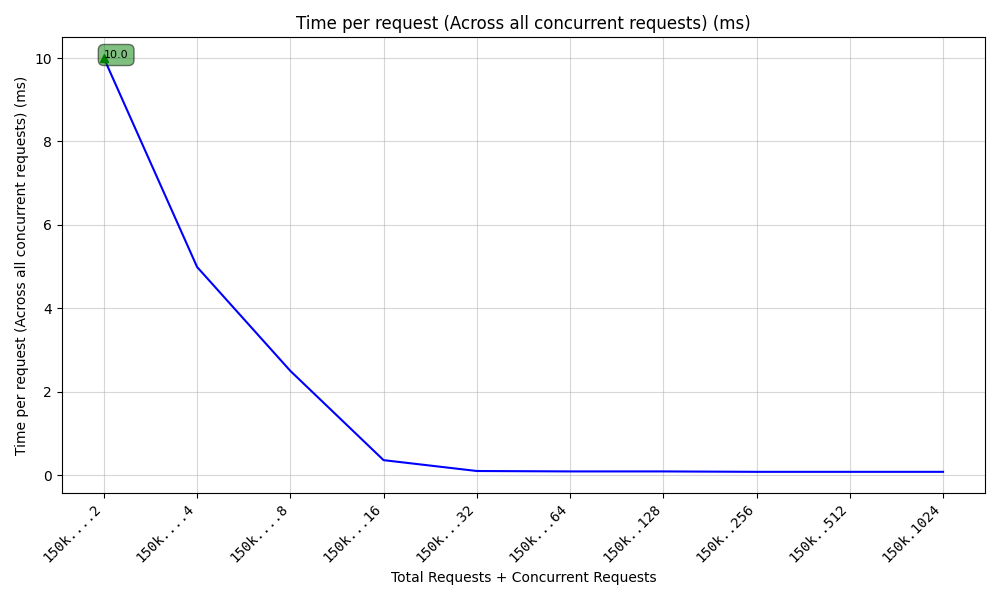 Time per request (Across all concurrent requests) (ms)
10.0
Time per request (Across all concurrent requests) (ms)
10
8
6
4
2
0
150k....2
150k....4
150k....8
150k...16
150k...32
150k...64
150k..128
150k..256
150k..512
150k.1024
Total Requests + Concurrent Requests